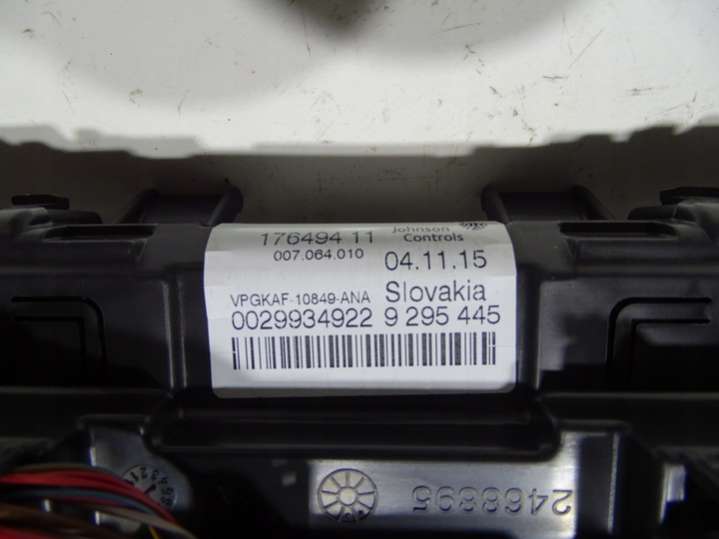 176494 11
Johnson
Controls
007.064.010
04.11.15
VPGKAF-10849-ANA
Slovakia
0029934922
9 295 445
2468895